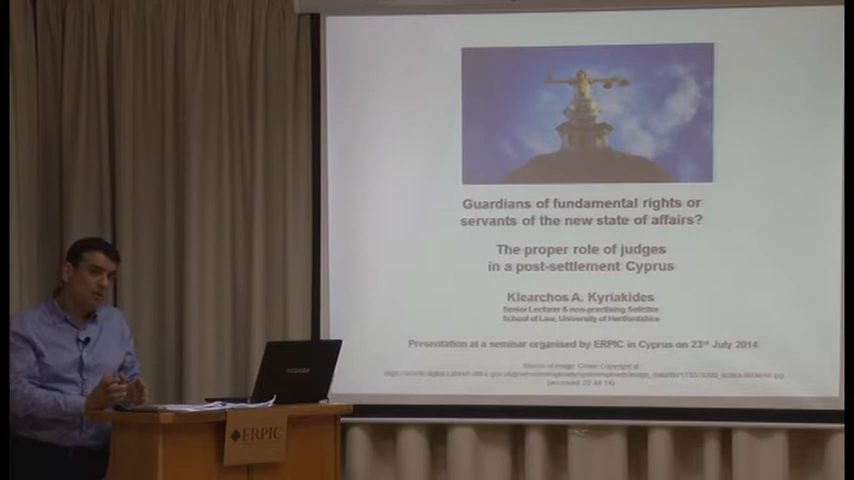 Guardians of fundamental rights or
servants of the new state of affairs?
The proper role of judges
in a post-settlement Cyprus
Klearchos A. Kyriakides
Senior Lecturer & non-practising Solicitor
School of Law, University of Hertfordshire
Presentation at a seminar organised by ERPIC in Cyprus on 23rd July 2014
TOSHIBA
ERPIC